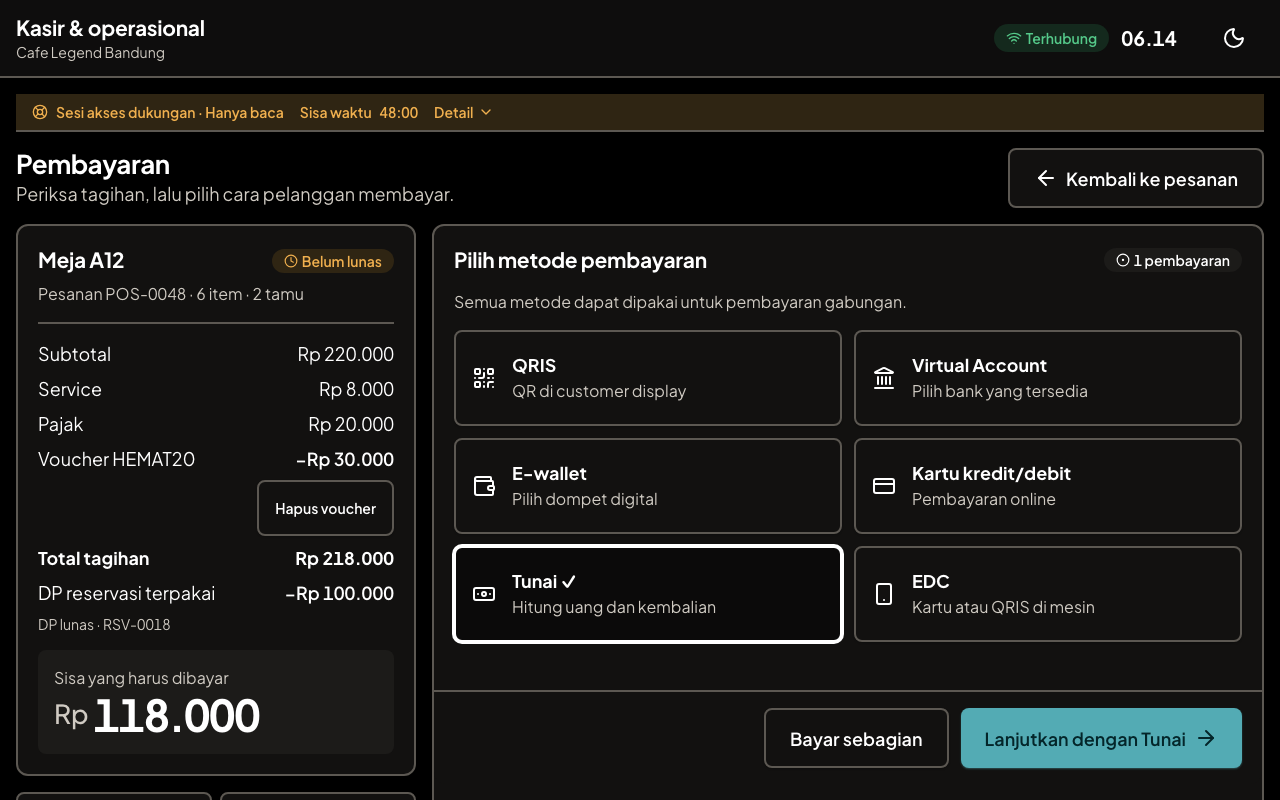 Kasir & operasional
Cafe Legend Bandung
Terhubung
06.14
Sesi akses dukungan · Hanya baca
Sisa waktu 48:00
Detail
Pembayaran
Periksa tagihan, lalu pilih cara pelanggan membayar.
Kembali ke pesanan
Meja A12
Belum lunas
Pesanan POS-0048 · 6 item · 2 tamu
Subtotal Rp 220.000
Service Rp 8.000
Pajak Rp 20.000
Voucher HEMAT20 −Rp 30.000
Hapus voucher
Total tagihan Rp 218.000
DP reservasi terpakai −Rp 100.000
DP lunas · RSV-0018
Sisa yang harus dibayar
Rp 118.000
Pilih metode pembayaran
1 pembayaran
Semua metode dapat dipakai untuk pembayaran gabungan.
QRIS
QR di customer display
Virtual Account
Pilih bank yang tersedia
E-wallet
Pilih dompet digital
Kartu kredit/debit
Pembayaran online
Tunai ✓
Hitung uang dan kembalian
EDC
Kartu atau QRIS di mesin
Bayar sebagian
Lanjutkan dengan Tunai